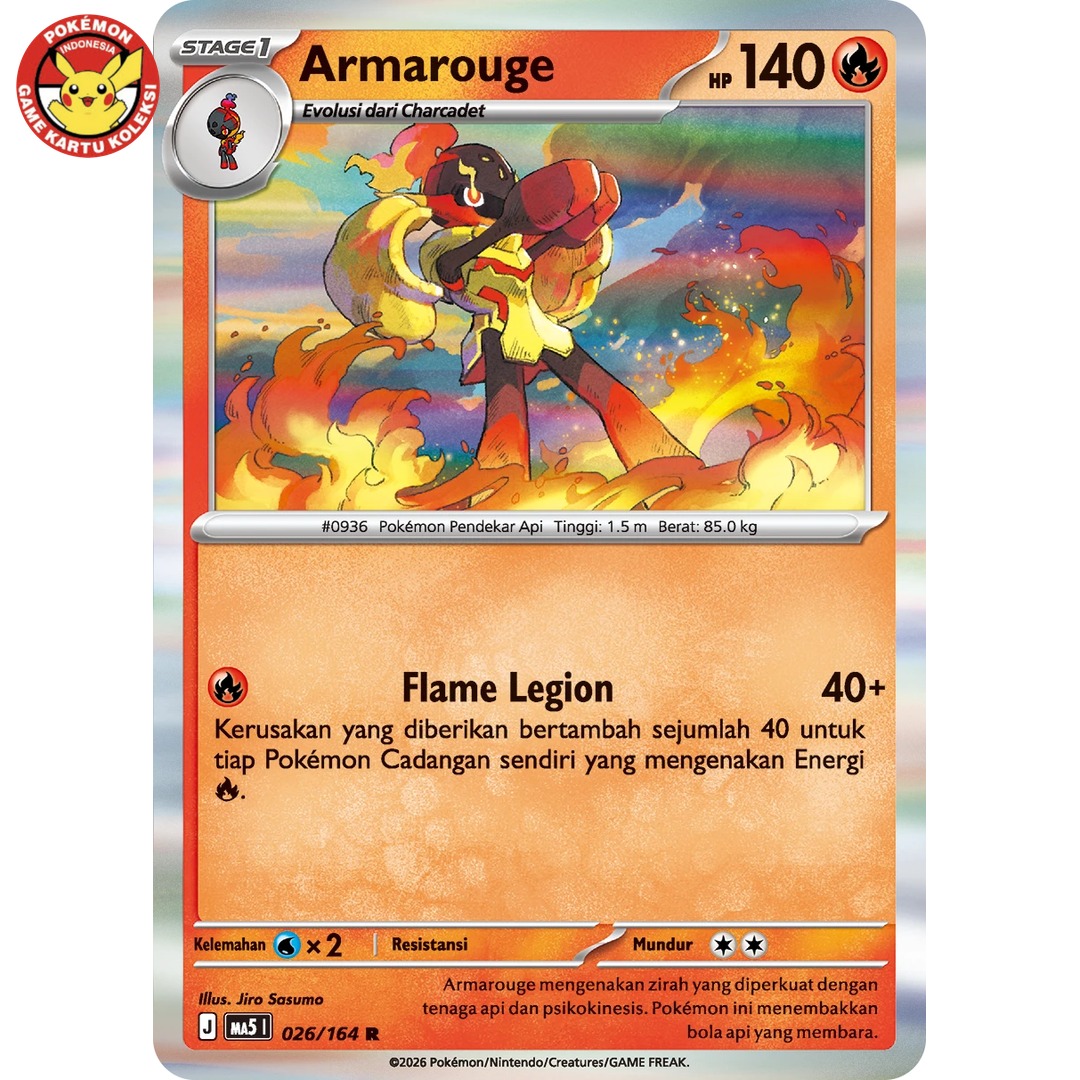 POKÉMON
INDONESIA
GAME KARTU KOLEKSI
STAGE1
Armarouge
HP 140
Evolusi dari Charcadet
#0936 Pokémon Pendekar Api Tinggi: 1.5 m Berat: 85.0 kg
Flame Legion 40+
Kerusakan yang diberikan bertambah sejumlah 40 untuk
tiap Pokémon Cadangan sendiri yang mengenakan Energi
.
Kelemahan ×2 Resistansi Mundur
Armarouge mengenakan zirah yang diperkuat dengan
tenaga api dan psikokinesis. Pokémon ini menembakkan
bola api yang membara.
Illus. Jiro Sasumo
J MA5 I 026/164 R
©2026 Pokémon/Nintendo/Creatures/GAME FREAK.